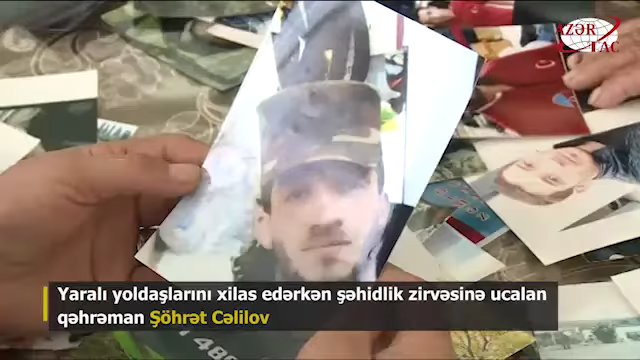 AZƏR
TAC
Yaralı yoldaşlarını xilas edərkən şəhidlik zirvəsinə ucalan
qəhrəman Şöhrət Cəlilov